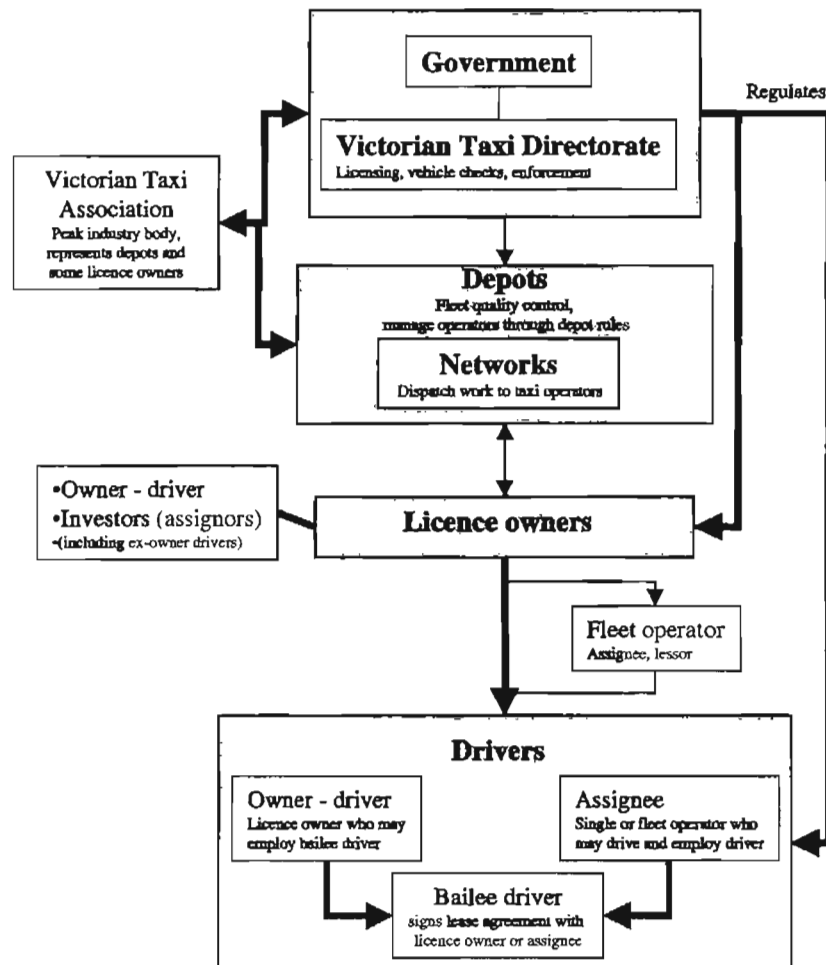 Government
Regulates
Victorian Taxi Directorate
Licensing, vehicle checks, enforcement
Victorian Taxi
Association
Peak industry body,
represents depots and
some licence owners
Depots
Fleet quality control,
manage operators through depot rules
Networks
Dispatch work to taxi operators
•Owner - driver
•Investors (assignors)
-(including ex-owner drivers)
Licence owners
Fleet operator
Assignee, lessor
Drivers
Owner - driver
Licence owner who may
employ bailee driver
Assignee
Single or fleet operator who
may drive and employ driver
Bailee driver
signs lease agreement with
licence owner or assignee